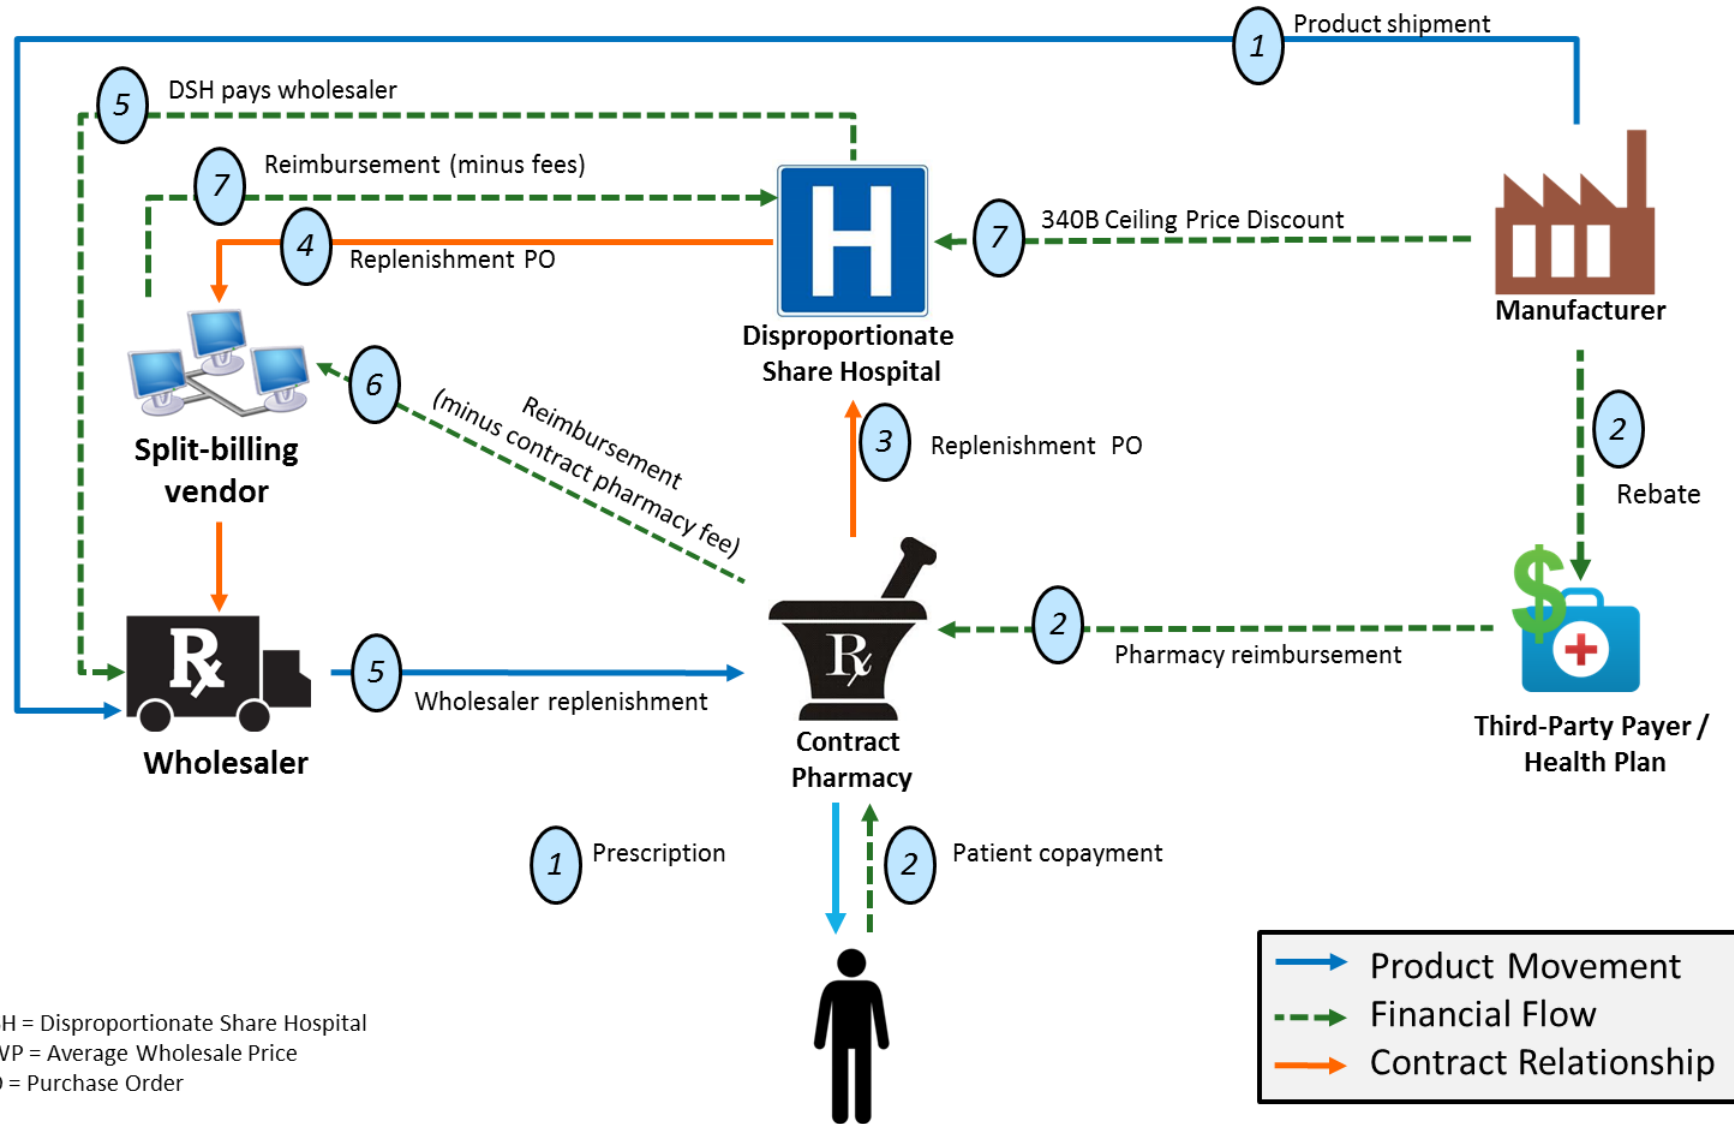 1
Product shipment
5
DSH pays wholesaler
7
Reimbursement (minus fees)
4
Replenishment PO
H
7
340B Ceiling Price Discount
Disproportionate
Share Hospital
Manufacturer
6
Reimbursement
(minus contract pharmacy fee)
3
Replenishment PO
2
Rebate
Split-billing
vendor
Rx
5
Wholesaler replenishment
Wholesaler
Rx
Contract
Pharmacy
2
Pharmacy reimbursement
$
Third-Party Payer /
Health Plan
1
Prescription
2
Patient copayment
Product Movement
Financial Flow
Contract Relationship
H = Disproportionate Share Hospital
WP = Average Wholesale Price
= Purchase Order